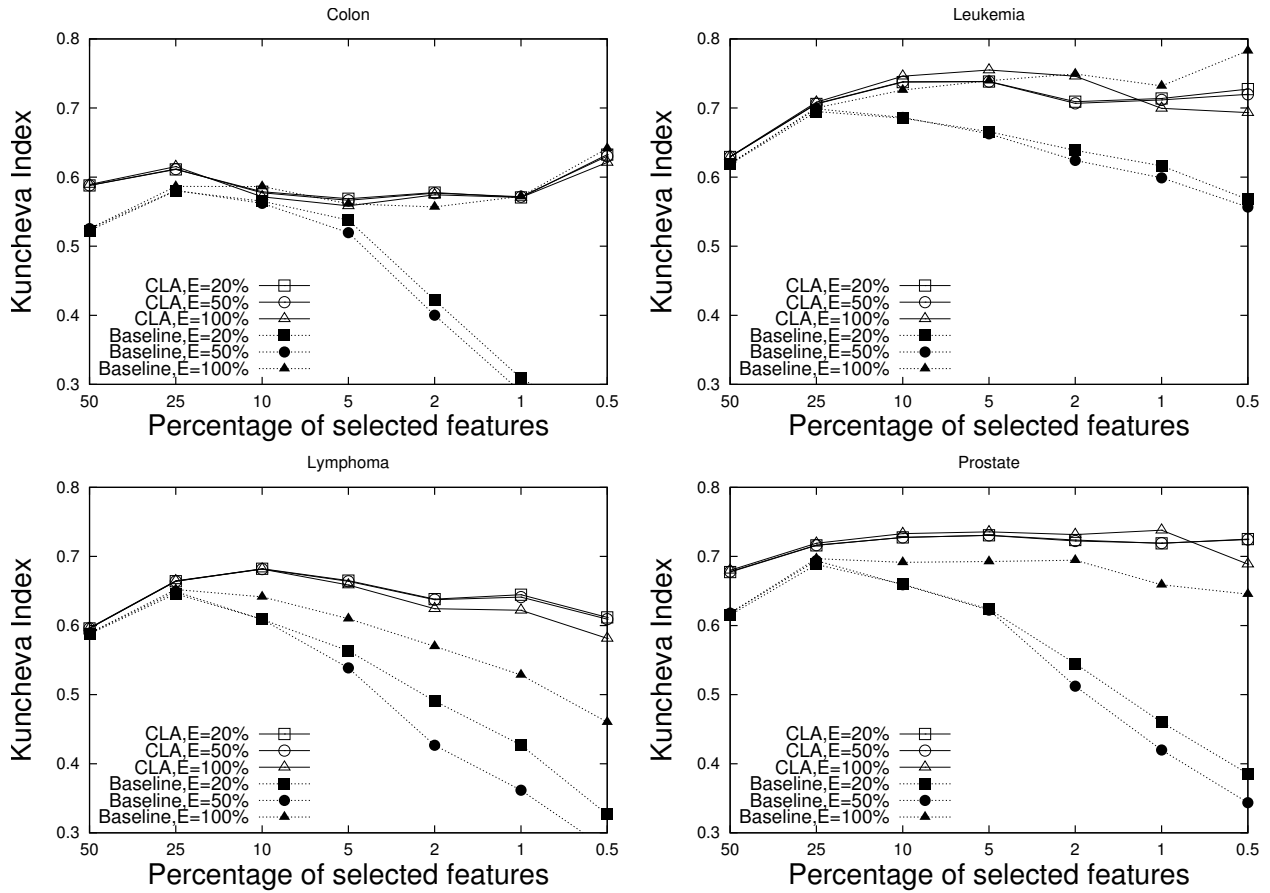 Colon
0.8
0.7
0.6
0.5
0.4
0.3
Kuncheva Index
CLA,E=20%
CLA,E=50%
CLA,E=100%
Baseline,E=20%
Baseline,E=50%
Baseline,E=100%
50 25 10 5 2 1 0.5
Percentage of selected features
Leukemia
0.8
0.7
0.6
0.5
0.4
0.3
Kuncheva Index
CLA,E=20%
CLA,E=50%
CLA,E=100%
Baseline,E=20%
Baseline,E=50%
Baseline,E=100%
50 25 10 5 2 1 0.5
Percentage of selected features
Lymphoma
0.8
0.7
0.6
0.5
0.4
0.3
Kuncheva Index
CLA,E=20%
CLA,E=50%
CLA,E=100%
Baseline,E=20%
Baseline,E=50%
Baseline,E=100%
50 25 10 5 2 1 0.5
Percentage of selected features
Prostate
0.8
0.7
0.6
0.5
0.4
0.3
Kuncheva Index
CLA,E=20%
CLA,E=50%
CLA,E=100%
Baseline,E=20%
Baseline,E=50%
Baseline,E=100%
50 25 10 5 2 1 0.5
Percentage of selected features